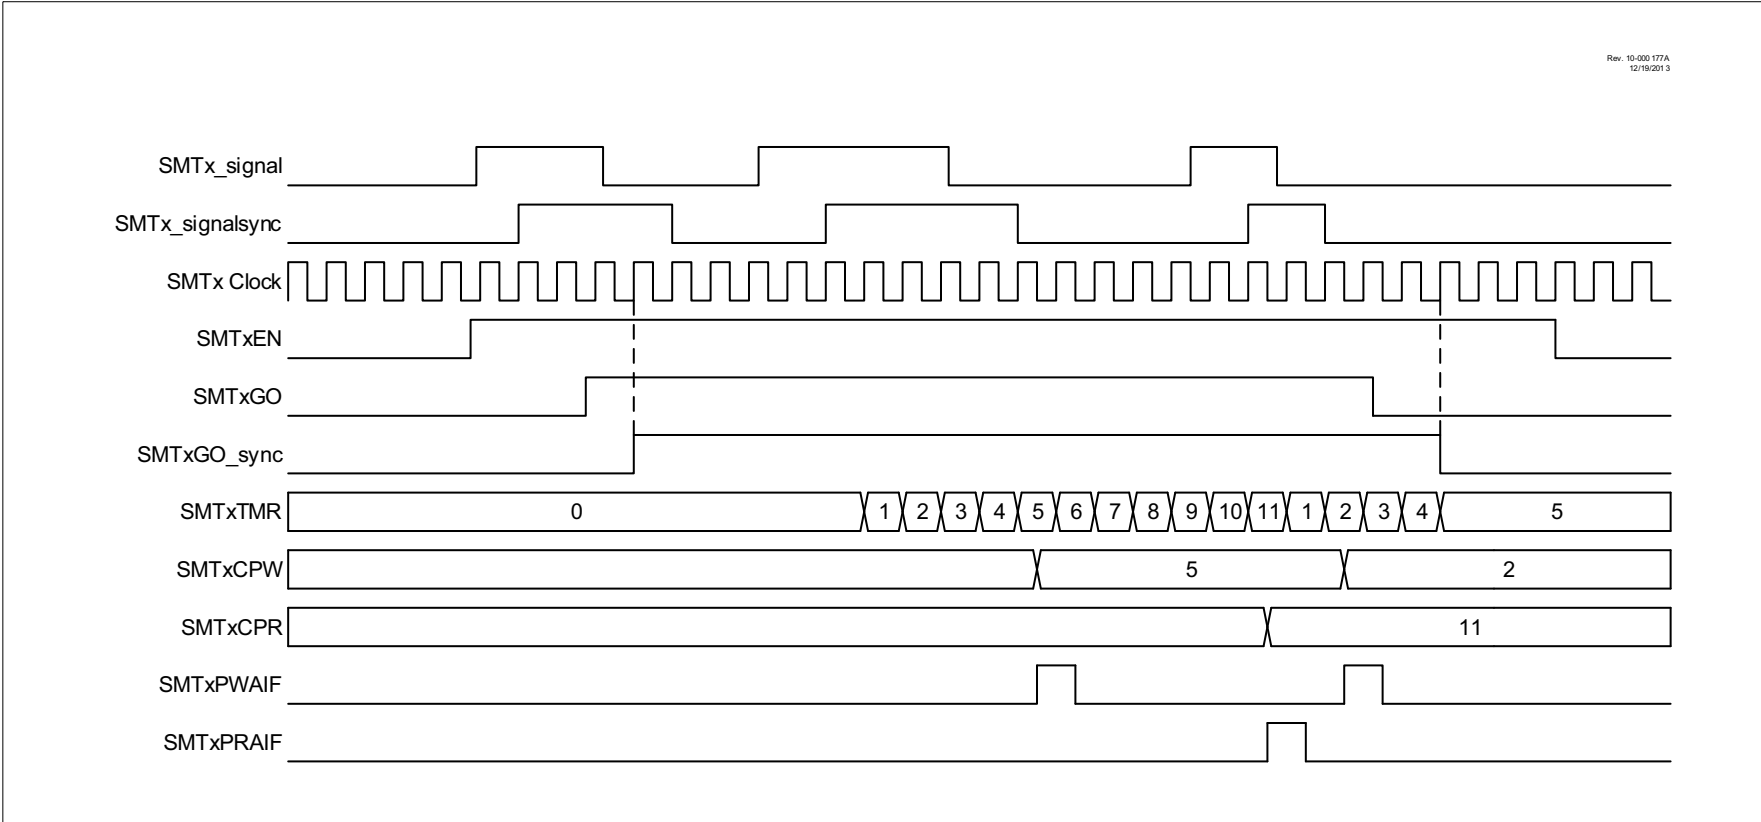 Rev. 10-000 177A
12/19/201 3
SMTx_signal
SMTx_signalsync
SMTx Clock
SMTxEN
SMTxGO
SMTxGO_sync
SMTxTMR 0 1 2 3 4 5 6 7 8 9 10 11 1 2 3 4 5
SMTxCPW 5 2
SMTxCPR 11
SMTxPWAIF
SMTxPRAIF